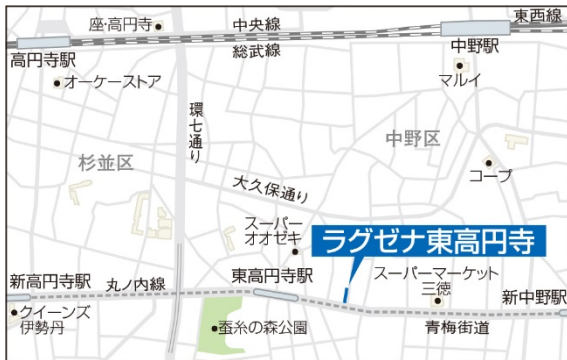 座・高円寺
中央線
東西線
高円寺駅
総武線
中野駅
オーケーストア
マルイ
環七通り
杉並区
中野区
大久保通り
コープ
スーパー
オオゼキ
ラグゼナ東高円寺
新高円寺駅
丸ノ内線
東高円寺駅
スーパーマーケット
三徳
新中野駅
クイーンズ
伊勢丹
蚕糸の森公園
青梅街道